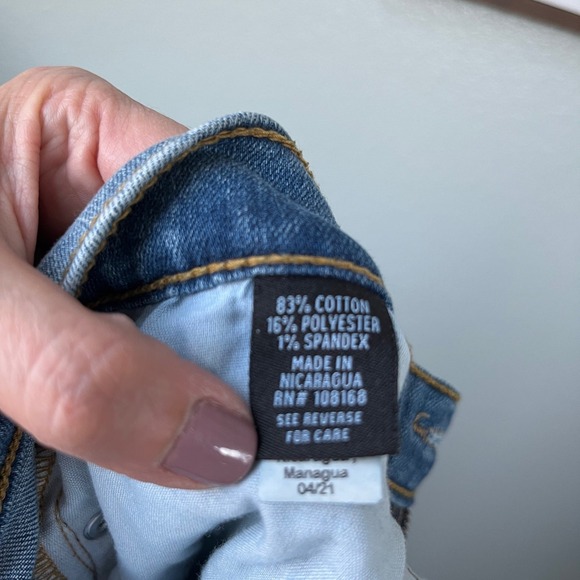 83% COTTON
16% POLYESTER
1% SPANDEX
MADE IN
NICARAGUA
RN# 108168
SEE REVERSE
FOR CARE
Managua
04/21